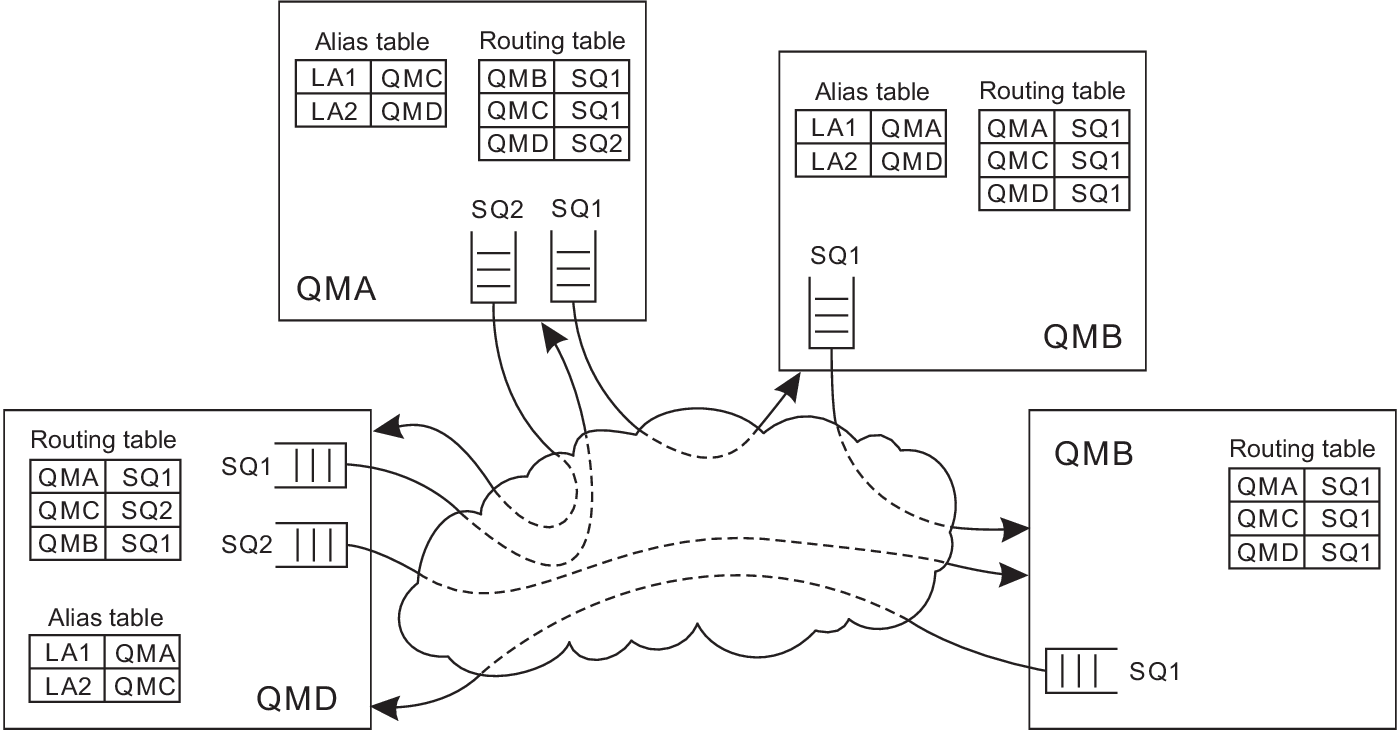 Alias table
LA1 QMC
LA2 QMD
Routing table
QMB SQ1
QMC SQ1
QMD SQ2
SQ2 SQ1
QMA
Alias table
LA1 QMA
LA2 QMD
Routing table
QMA SQ1
QMC SQ1
QMD SQ1
SQ1
QMB
Routing table
QMA SQ1
QMC SQ2
QMB SQ1
SQ1
SQ2
Alias table
LA1 QMA
LA2 QMC
QMD
QMB
Routing table
QMA SQ1
QMC SQ1
QMD SQ1
SQ1